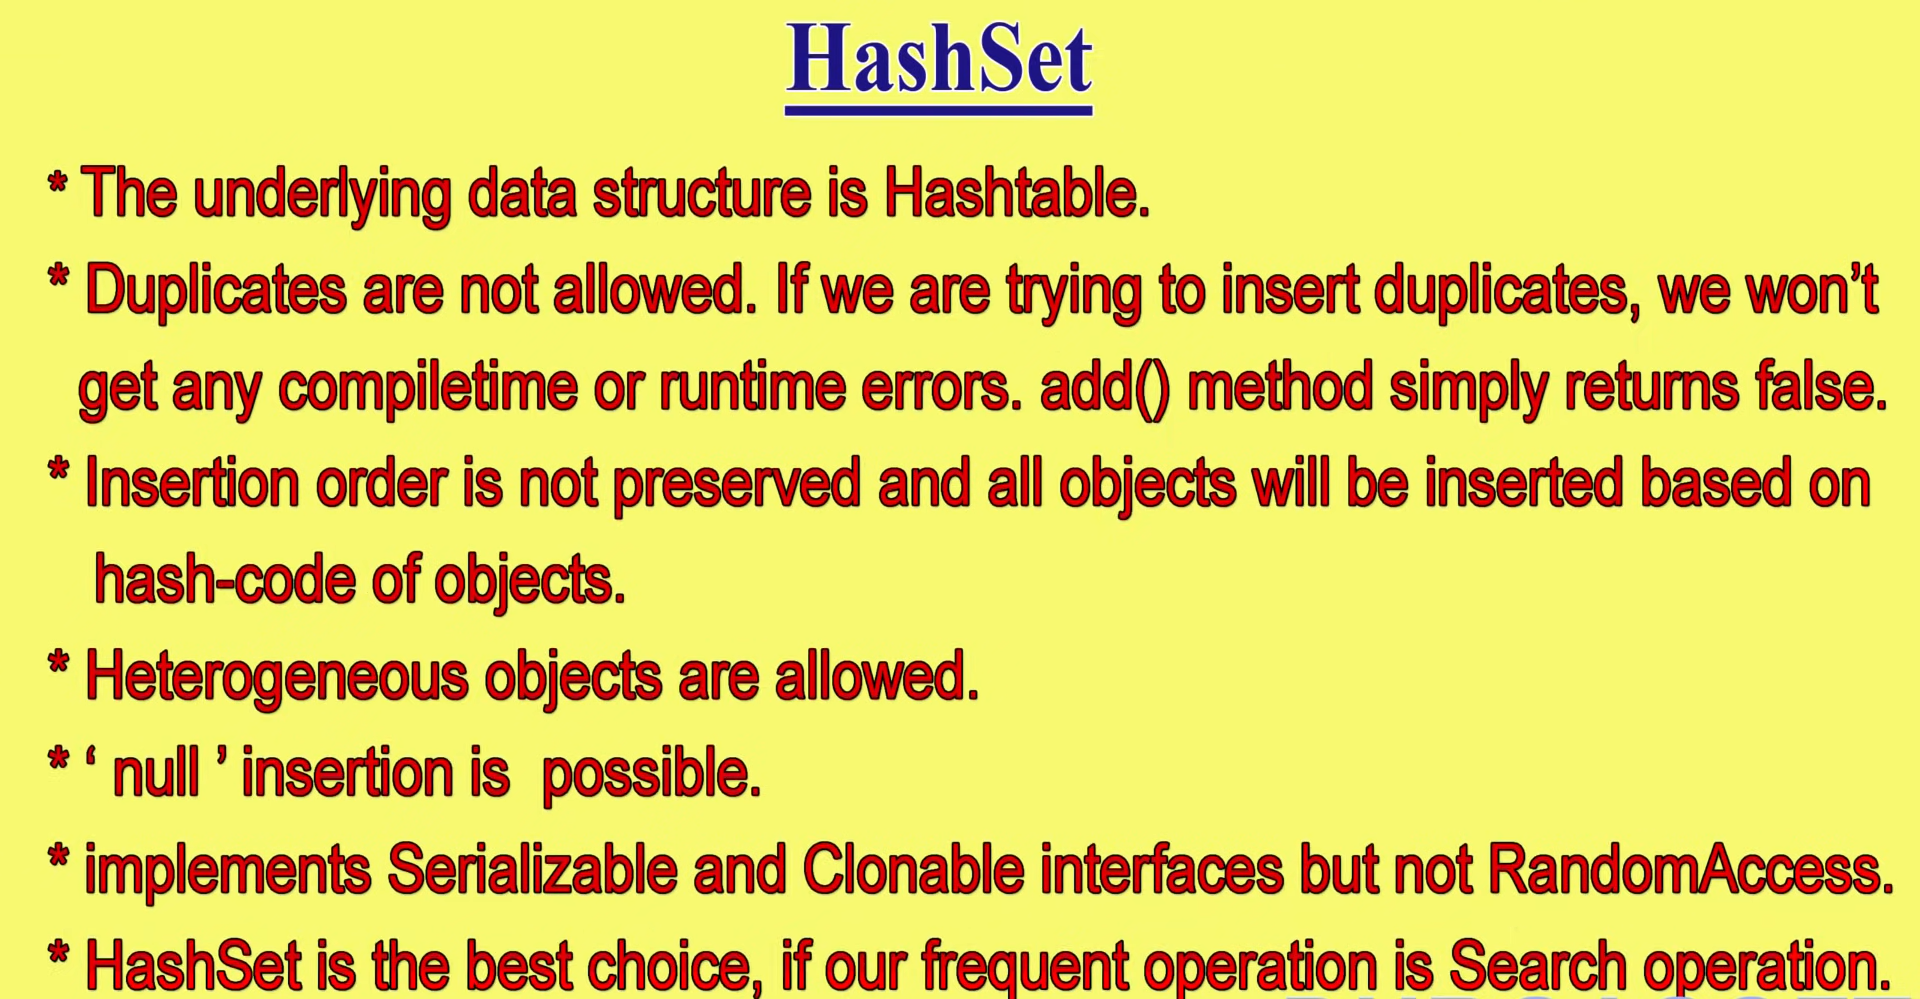 HashSet
* The underlying data structure is Hashtable.
* Duplicates are not allowed. If we are trying to insert duplicates, we won’t
get any compiletime or runtime errors. add() method simply returns false.
* Insertion order is not preserved and all objects will be inserted based on
hash-code of objects.
* Heterogeneous objects are allowed.
* ‘ null ’ insertion is possible.
* implements Serializable and Clonable interfaces but not RandomAccess.
* HashSet is the best choice, if our frequent operation is Search operation.